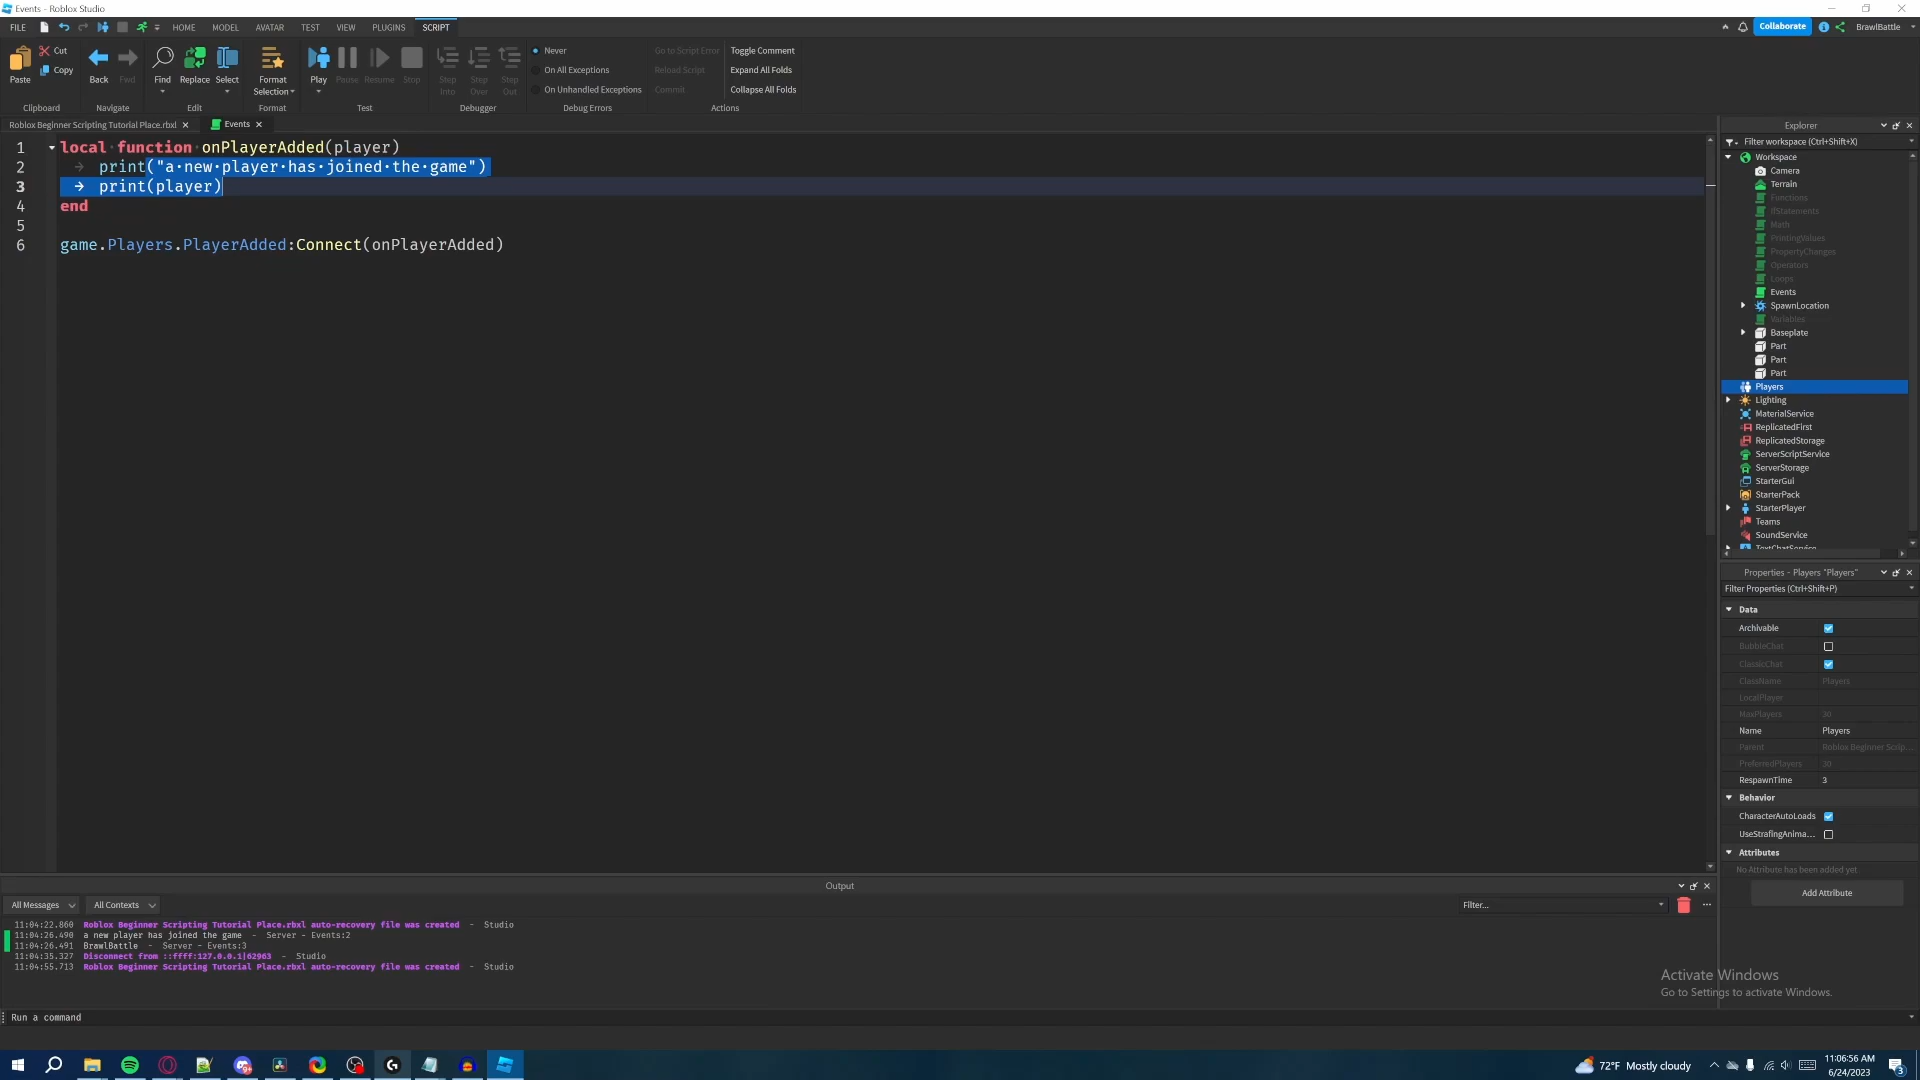 Events - Roblox Studio
FILE HOME MODEL AVATAR TEST VIEW PLUGINS SCRIPT Collaborate BrawlBattle
Paste Cut Copy Back Fwd Find Replace Select Format Selection Play Pause Resume Stop Step Into Step Over Step Out
Never Go to Script Error Toggle Comment
On All Exceptions Reload Script Expand All Folds
On Unhandled Exceptions Commit Collapse All Folds
Clipboard Navigate Edit Format Test Debugger Debug Errors Actions
Roblox Beginner Scripting Tutorial Place.rbxl Events
1 local function onPlayerAdded(player)
2 print("a·new·player·has·joined·the·game")
3 print(player)
4 end
5
6 game.Players.PlayerAdded:Connect(onPlayerAdded)
Explorer
Filter workspace (Ctrl+Shift+X)
Workspace
Camera
Terrain
Functions
IfStatements
Math
PrintingValues
PropertyChanges
Operators
Loops
Events
SpawnLocation
Variables
Baseplate
Part
Part
Part
Players
Lighting
MaterialService
ReplicatedFirst
ReplicatedStorage
ServerScriptService
ServerStorage
StarterGui
StarterPack
StarterPlayer
Teams
SoundService
TextChatService
Properties - Players "Players"
Filter Properties (Ctrl+Shift+P)
Data
Archivable
BubbleChat
ClassicChat
ClassName Players
LocalPlayer
MaxPlayers 30
Name Players
Parent Roblox Beginner Scrip...
PreferredPlayers 30
RespawnTime 3
Behavior
CharacterAutoLoads
UseStrafingAnima...
Attributes
No Attribute has been added yet
Add Attribute
Output
All Messages All Contexts Filter...
11:04:22.860 Roblox Beginner Scripting Tutorial Place.rbxl auto-recovery file was created - Studio
11:04:26.490 a new player has joined the game - Server - Events:2
11:04:26.491 BrawlBattle - Server - Events:3
11:04:35.327 Disconnect from ::ffff:127.0.0.1|62963 - Studio
11:04:55.713 Roblox Beginner Scripting Tutorial Place.rbxl auto-recovery file was created - Studio
Activate Windows
Go to Settings to activate Windows.
Run a command
72°F Mostly cloudy
11:06:56 AM
6/24/2023
3